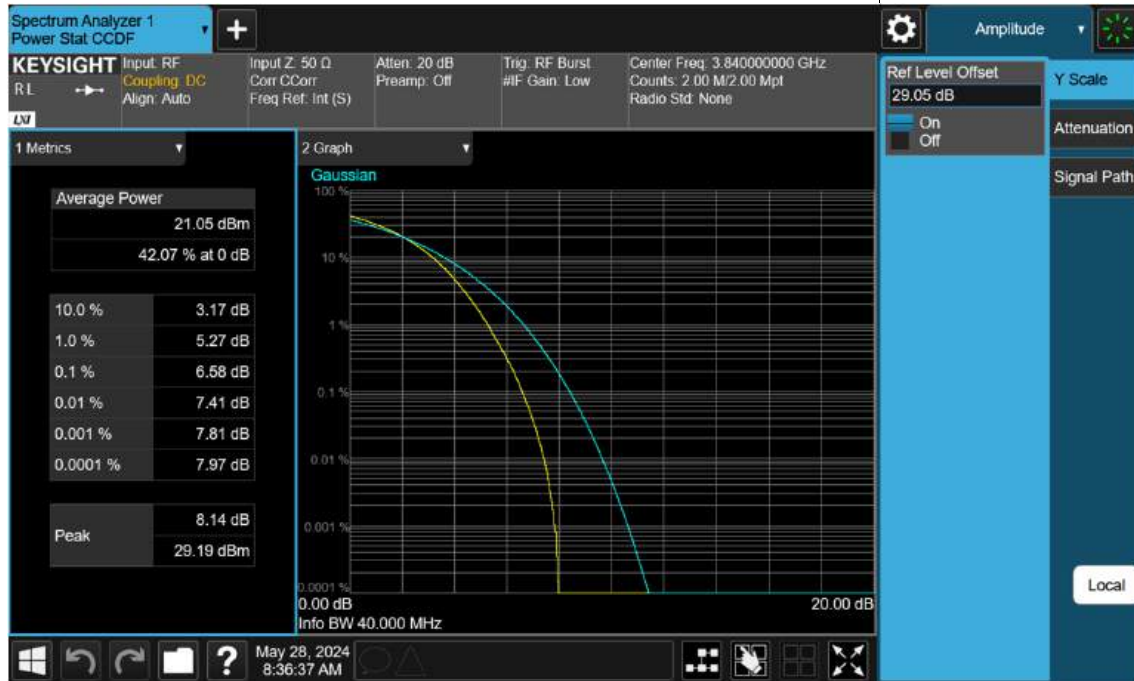 Spectrum Analyzer 1
Power Stat CCDF
Amplitude
KEYSIGHT
R L
LXI
Input: RF
Coupling: DC
Align: Auto
Input Z: 50 Ω
Corr CCorr
Freq Ref: Int (S)
Atten: 20 dB
Preamp: Off
Trig: RF Burst
#IF Gain: Low
Center Freq: 3.840000000 GHz
Counts: 2.00 M/2.00 Mpt
Radio Std: None
Ref Level Offset
29.05 dB
On
Off
Y Scale
Attenuation
Signal Path
Local
1 Metrics
Average Power
21.05 dBm
42.07 % at 0 dB
10.0 % 3.17 dB
1.0 % 5.27 dB
0.1 % 6.58 dB
0.01 % 7.41 dB
0.001 % 7.81 dB
0.0001 % 7.97 dB
Peak
8.14 dB
29.19 dBm
2 Graph
Gaussian
100 %
10 %
1 %
0.1 %
0.01 %
0.001 %
0.0001 %
0.00 dB 20.00 dB
Info BW 40.000 MHz
?
May 28, 2024
8:36:37 AM